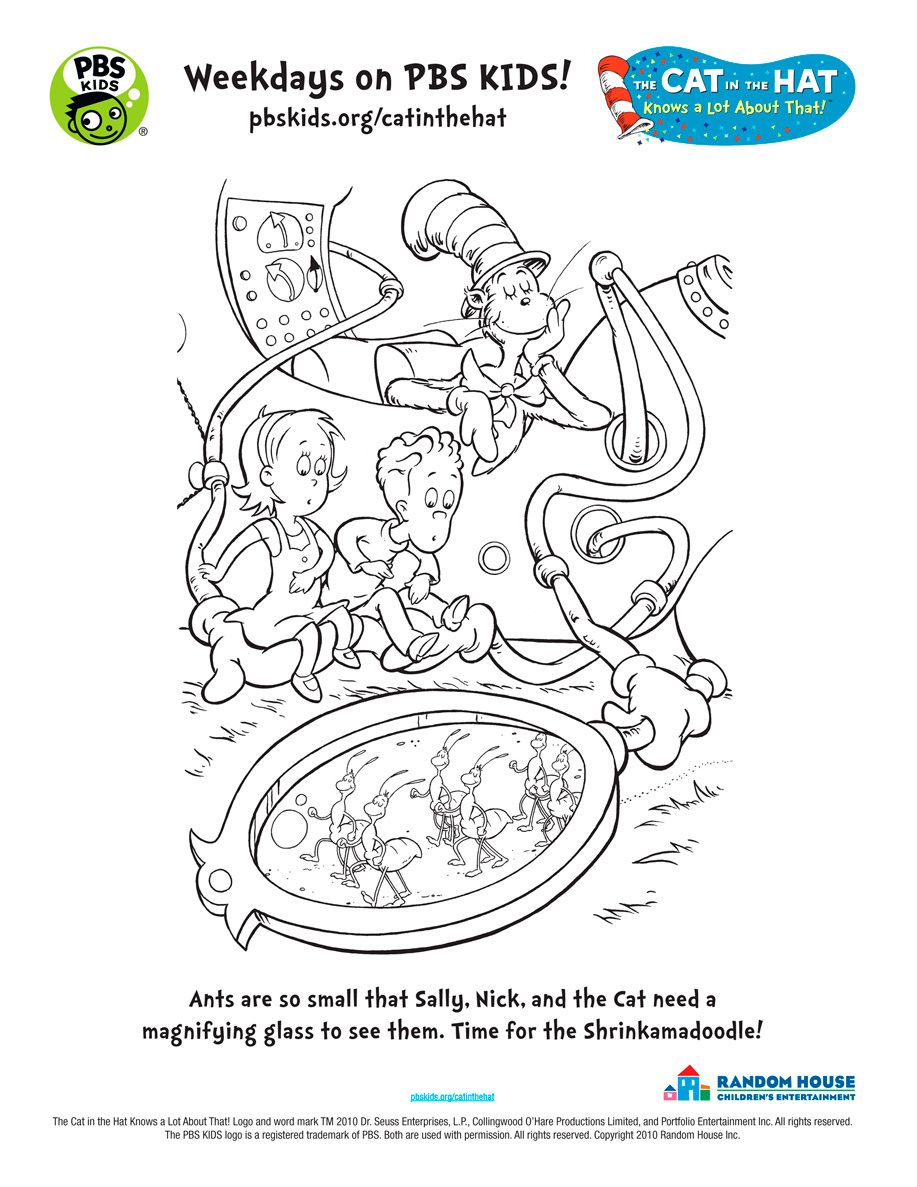 PBS
KIDS
®
Weekdays on PBS KIDS!
pbskids.org/catinthehat
THE CAT IN THE HAT
Knows a Lot About That!™
Ants are so small that Sally, Nick, and the Cat need a
magnifying glass to see them. Time for the Shrinkamadoodle!
pbskids.org/catinthehat
RANDOM HOUSE
CHILDREN'S ENTERTAINMENT
The Cat in the Hat Knows a Lot About That! Logo and word mark TM 2010 Dr. Seuss Enterprises, L.P., Collingwood O'Hare Productions Limited, and Portfolio Entertainment Inc. All rights reserved.
The PBS KIDS logo is a registered trademark of PBS. Both are used with permission. All rights reserved. Copyright 2010 Random House Inc.